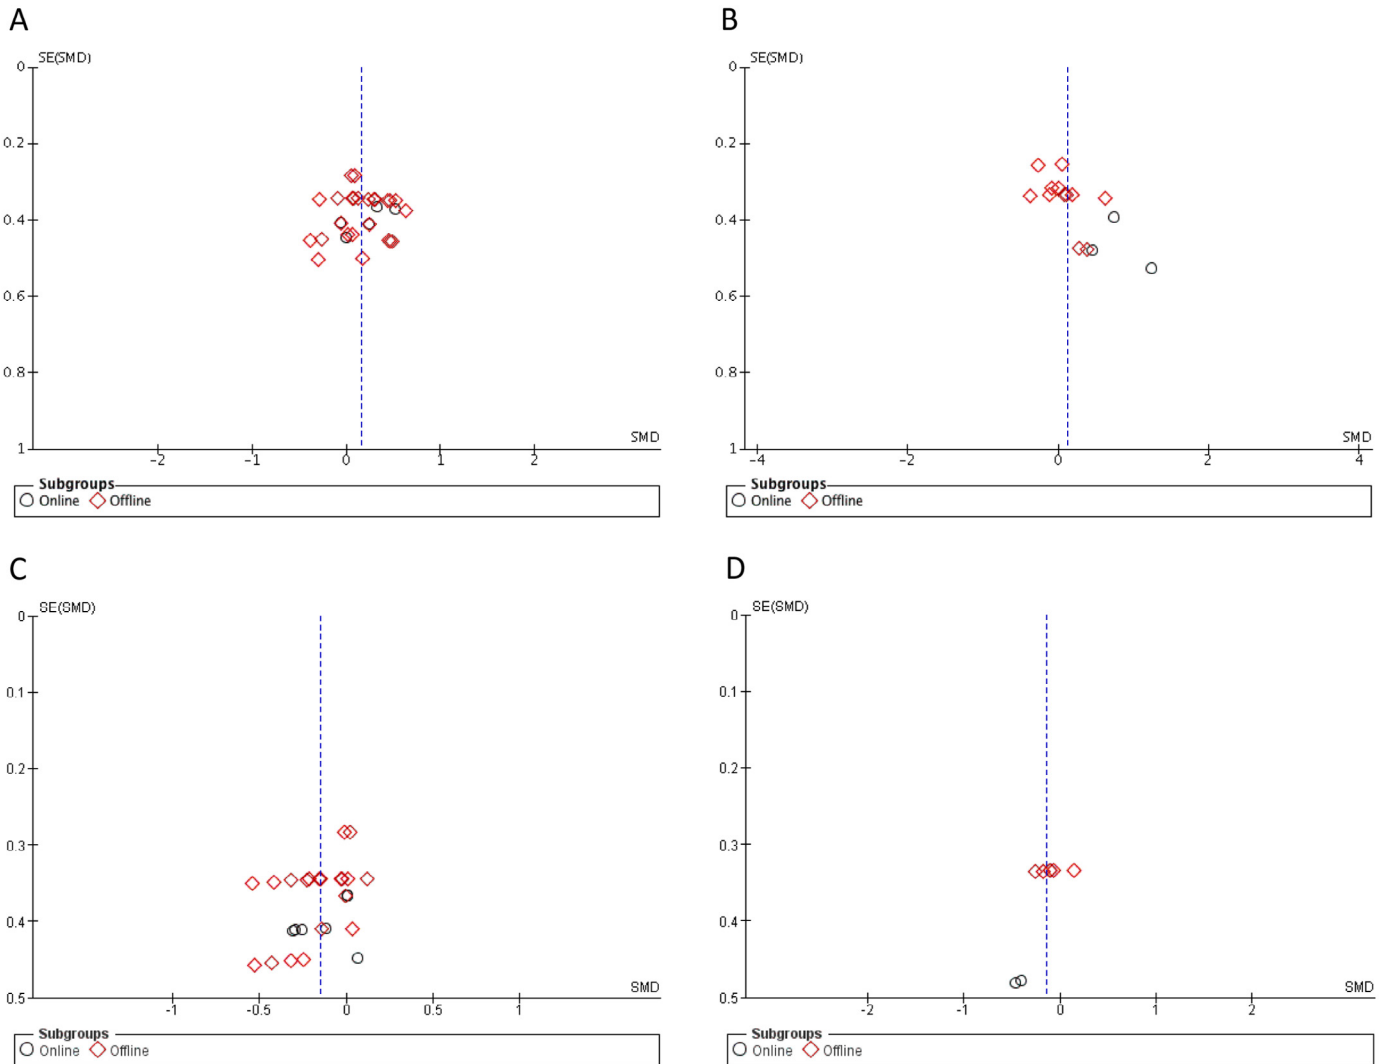 A
SE(SMD)
0
0.2
0.4
0.6
0.8
1
-2
-1
0
1
2
SMD
Subgroups
Online
Offline
B
SE(SMD)
0
0.2
0.4
0.6
0.8
1
-4
-2
0
2
4
SMD
Subgroups
Online
Offline
C
SE(SMD)
0
0.1
0.2
0.3
0.4
0.5
-1
-0.5
0
0.5
1
SMD
Subgroups
Online
Offline
D
SE(SMD)
0
0.1
0.2
0.3
0.4
0.5
-2
-1
0
1
2
SMD
Subgroups
Online
Offline